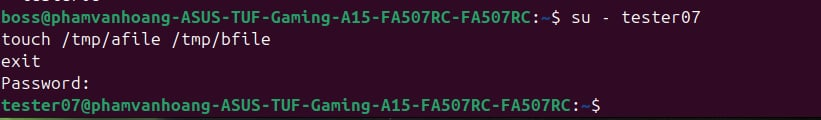 boss@phamvanhoang-ASUS-TUF-Gaming-A15-FA507RC-FA507RC:~$ su - tester07
touch /tmp/afile /tmp/bfile
exit
Password:
tester07@phamvanhoang-ASUS-TUF-Gaming-A15-FA507RC-FA507RC:~$